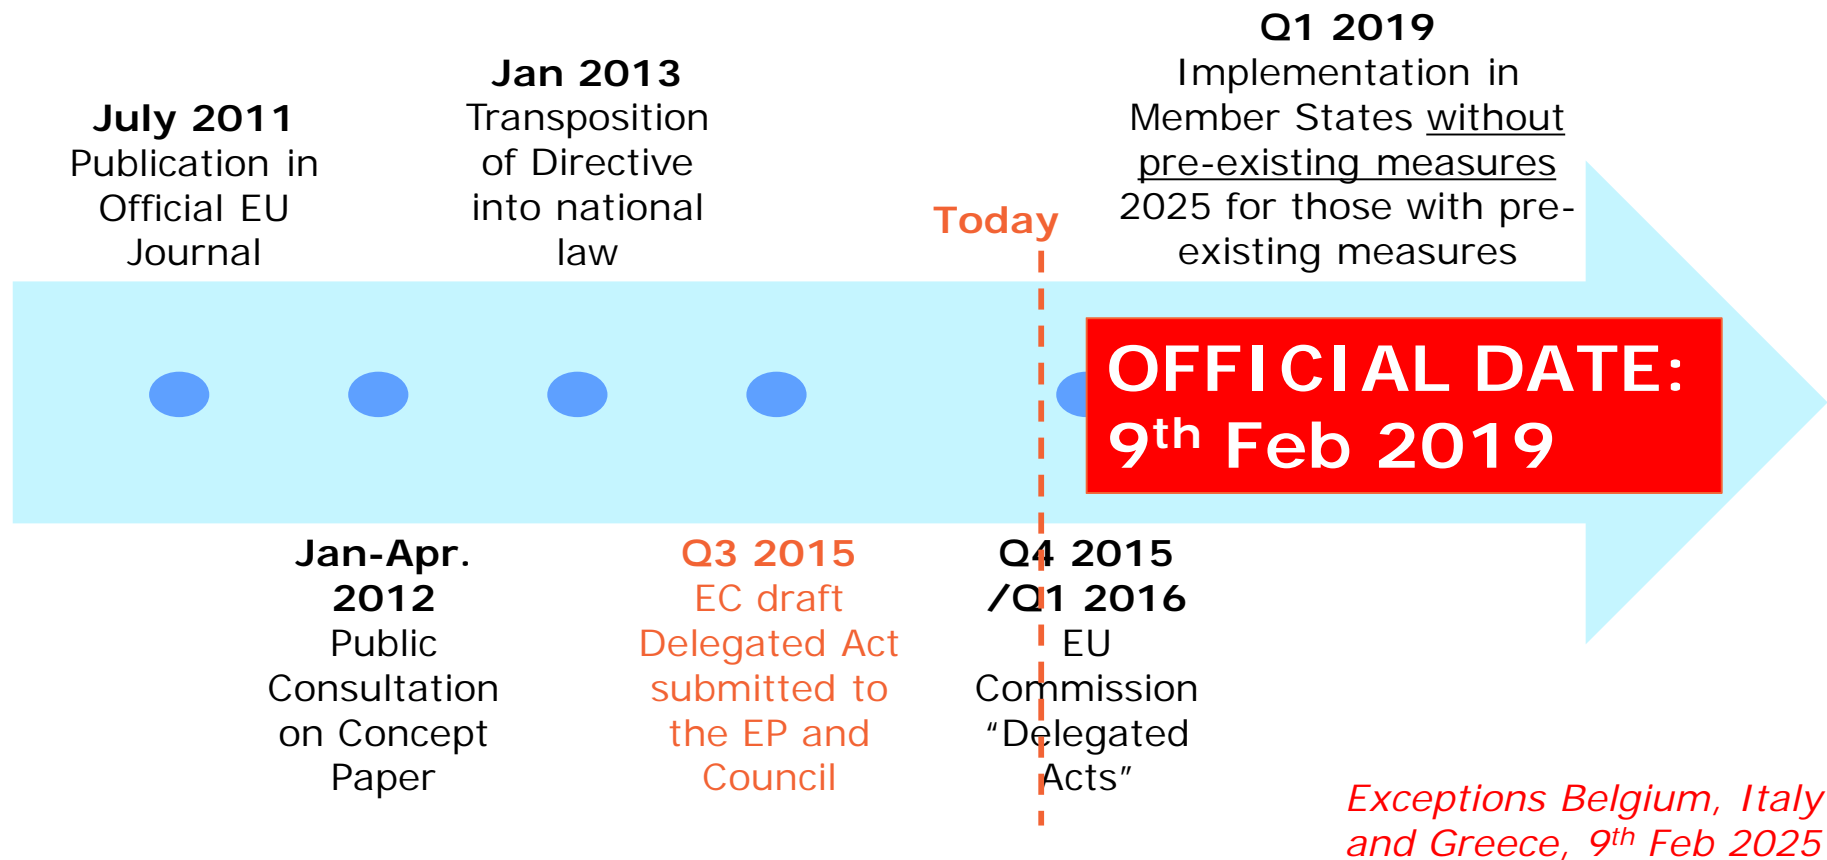 July 2011
Publication in
Official EU
Journal
Jan 2013
Transposition
of Directive
into national
law
Today
Q1 2019
Implementation in
Member States without
pre-existing measures
2025 for those with pre-
existing measures
OFFICIAL DATE:
9th Feb 2019
Jan-Apr.
2012
Public
Consultation
on Concept
Paper
Q3 2015
EC draft
Delegated Act
submitted to
the EP and
Council
Q4 2015
/Q1 2016
EU
Commission
“Delegated
Acts”
Exceptions Belgium, Italy
and Greece, 9th Feb 2025